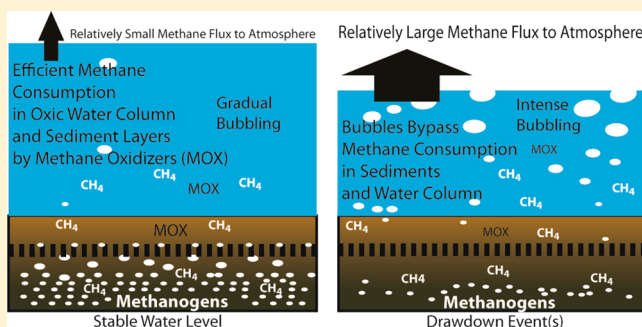 Relatively Small Methane Flux to Atmosphere
Efficient Methane
Consumption
in Oxic Water Column
and Sediment Layers
by Methane Oxidizers (MOX)
Gradual
Bubbling
CH4
CH4
MOX
CH4
CH4
MOX
CH4
CH4
CH4
CH4
CH4
Methanogens
Stable Water Level
Relatively Large Methane Flux to Atmosphere
Intense
Bubbling
Bubbles Bypass
Methane Consumption
in Sediments
and Water Column
MOX
CH4
CH4
CH4
CH4
MOX
CH4
CH4
CH4
Methanogens
Drawdown Event(s)